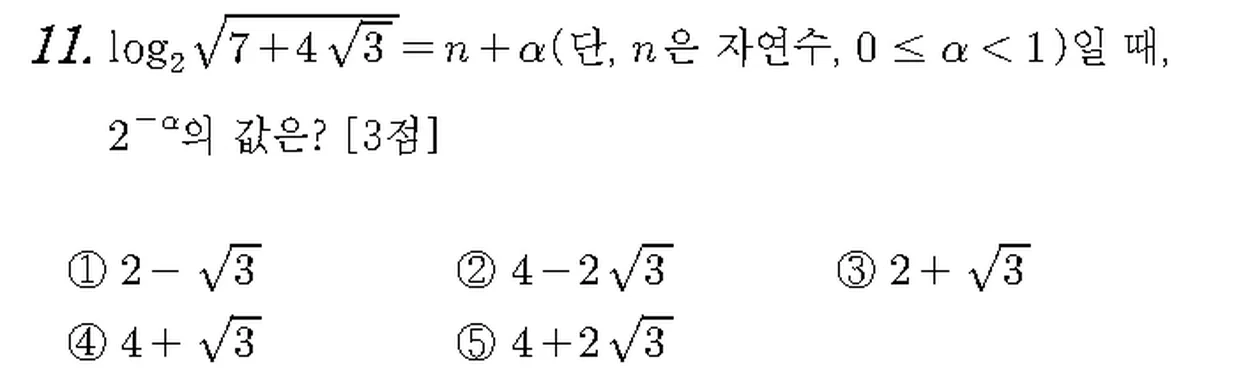 11. log₂√(7+4√3) = n + α(단, n은 자연수, 0 ≤ α < 1)일 때,
2^{-α}의 값은? [3점]
① 2 - √3 ② 4 - 2√3 ③ 2 + √3
④ 4 + √3 ⑤ 4 + 2√3